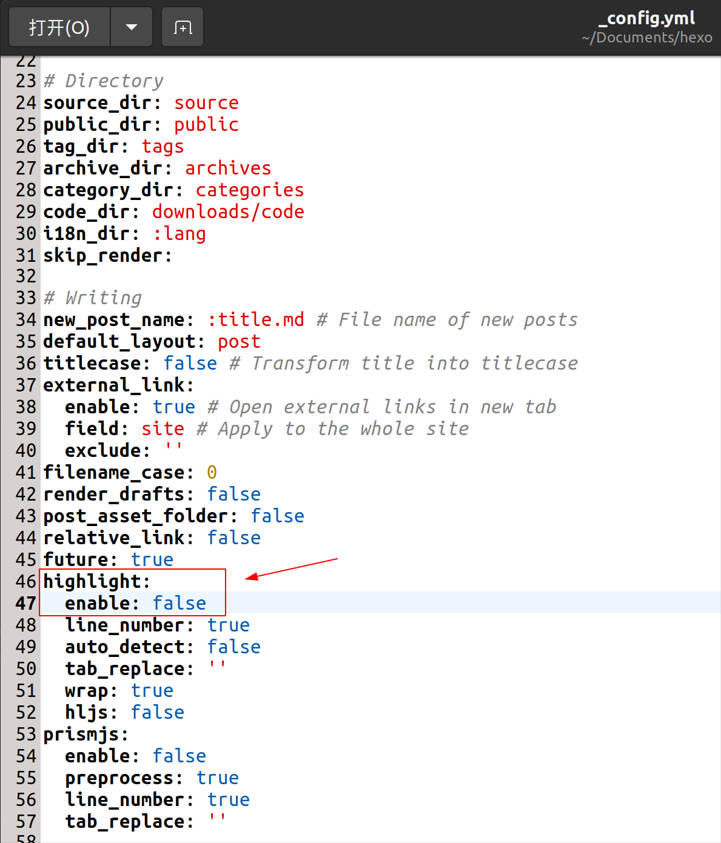 打开(O)
_config.yml
~/Documents/hexo
22
23 # Directory
24 source_dir: source
25 public_dir: public
26 tag_dir: tags
27 archive_dir: archives
28 category_dir: categories
29 code_dir: downloads/code
30 i18n_dir: :lang
31 skip_render:
32
33 # Writing
34 new_post_name: :title.md # File name of new posts
35 default_layout: post
36 titlecase: false # Transform title into titlecase
37 external_link:
38   enable: true # Open external links in new tab
39   field: site # Apply to the whole site
40   exclude: ''
41 filename_case: 0
42 render_drafts: false
43 post_asset_folder: false
44 relative_link: false
45 future: true
46 highlight:
47   enable: false
48   line_number: true
49   auto_detect: false
50   tab_replace: ''
51   wrap: true
52   hljs: false
53 prismjs:
54   enable: false
55   preprocess: true
56   line_number: true
57   tab_replace: ''
58